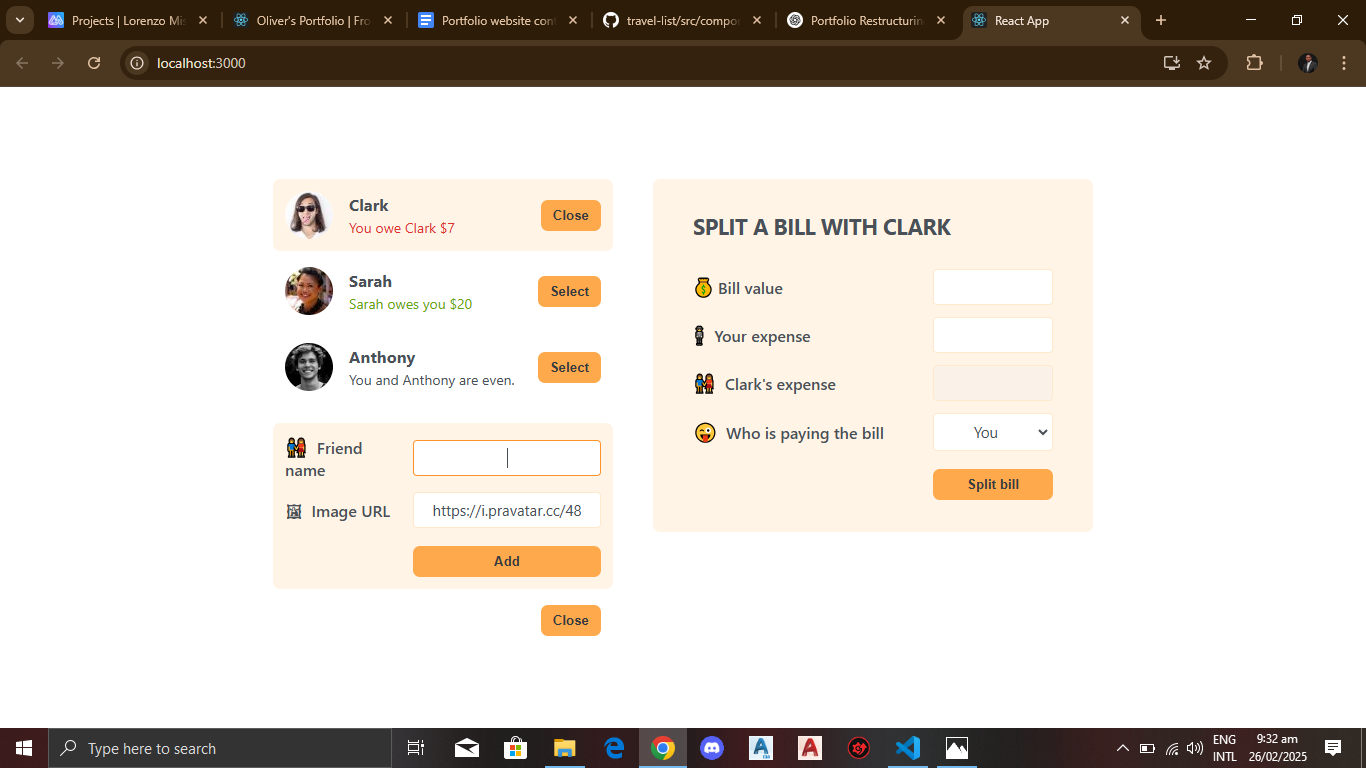 Projects | Lorenzo Mis
Oliver's Portfolio | Fro
Portfolio website con
travel-list/src/compo
Portfolio Restructurin
React App
localhost:3000
Clark
You owe Clark $7
Close
Sarah
Sarah owes you $20
Select
Anthony
You and Anthony are even.
Select
Friend
name
Image URL
https://i.pravatar.cc/48
Add
Close
SPLIT A BILL WITH CLARK
Bill value
Your expense
Clark's expense
Who is paying the bill
You
Split bill
Type here to search
ENG
INTL
9:32 am
26/02/2025